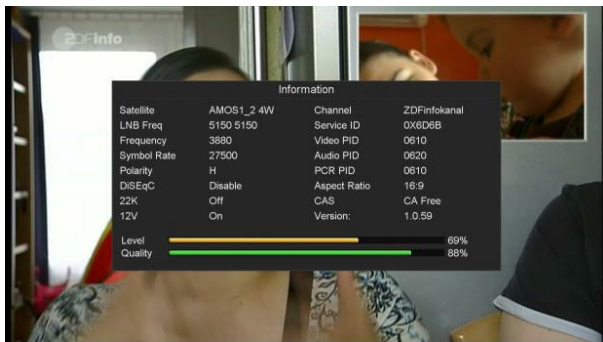 ZDFinfo
Information
Satellite AMOS1_2 4W Channel ZDFinfokanal
LNB Freq 5150 5150 Service ID 0X6D6B
Frequency 3880 Video PID 0610
Symbol Rate 27500 Audio PID 0620
Polarity H PCR PID 0610
DiSEqC Disable Aspect Ratio 16:9
22K Off CAS CA Free
12V On Version: 1.0.59
Level 69%
Quality 88%